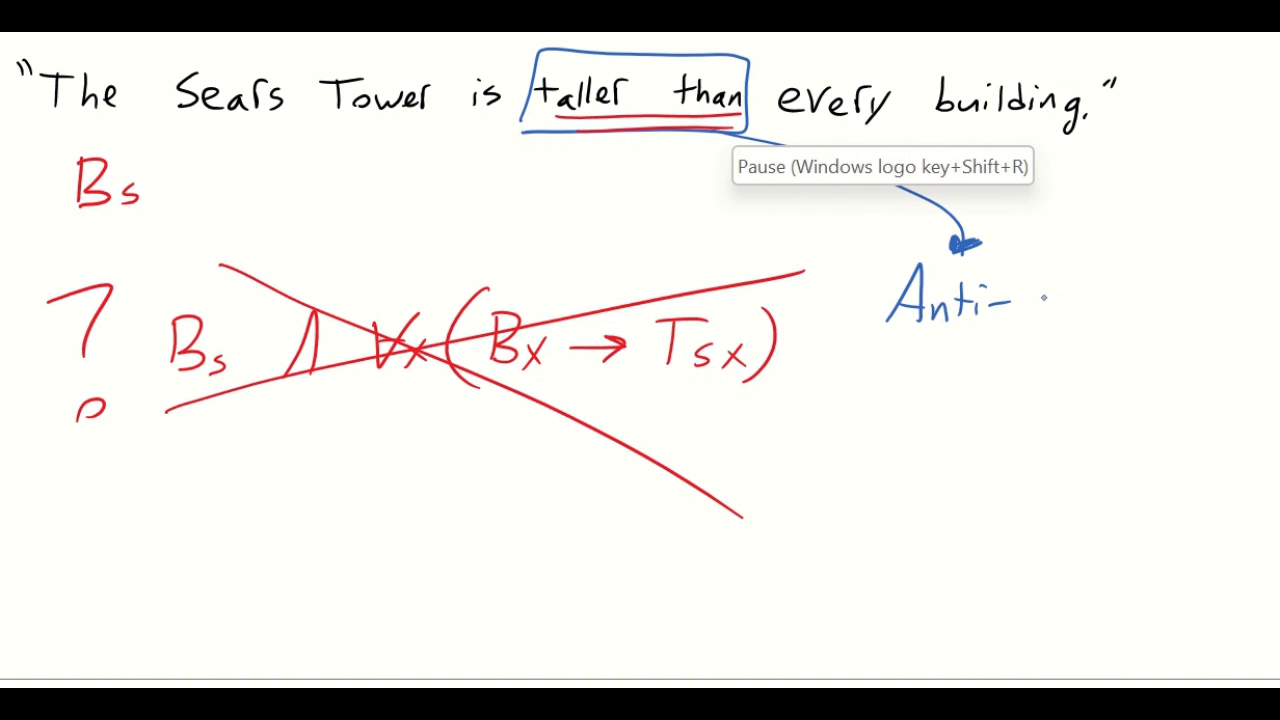 "The Sears Tower is taller than every building."
Pause (Windows logo key+Shift+R)
Bs
Anti-
? Bs ∧ ∀x (Bx → Tsx)